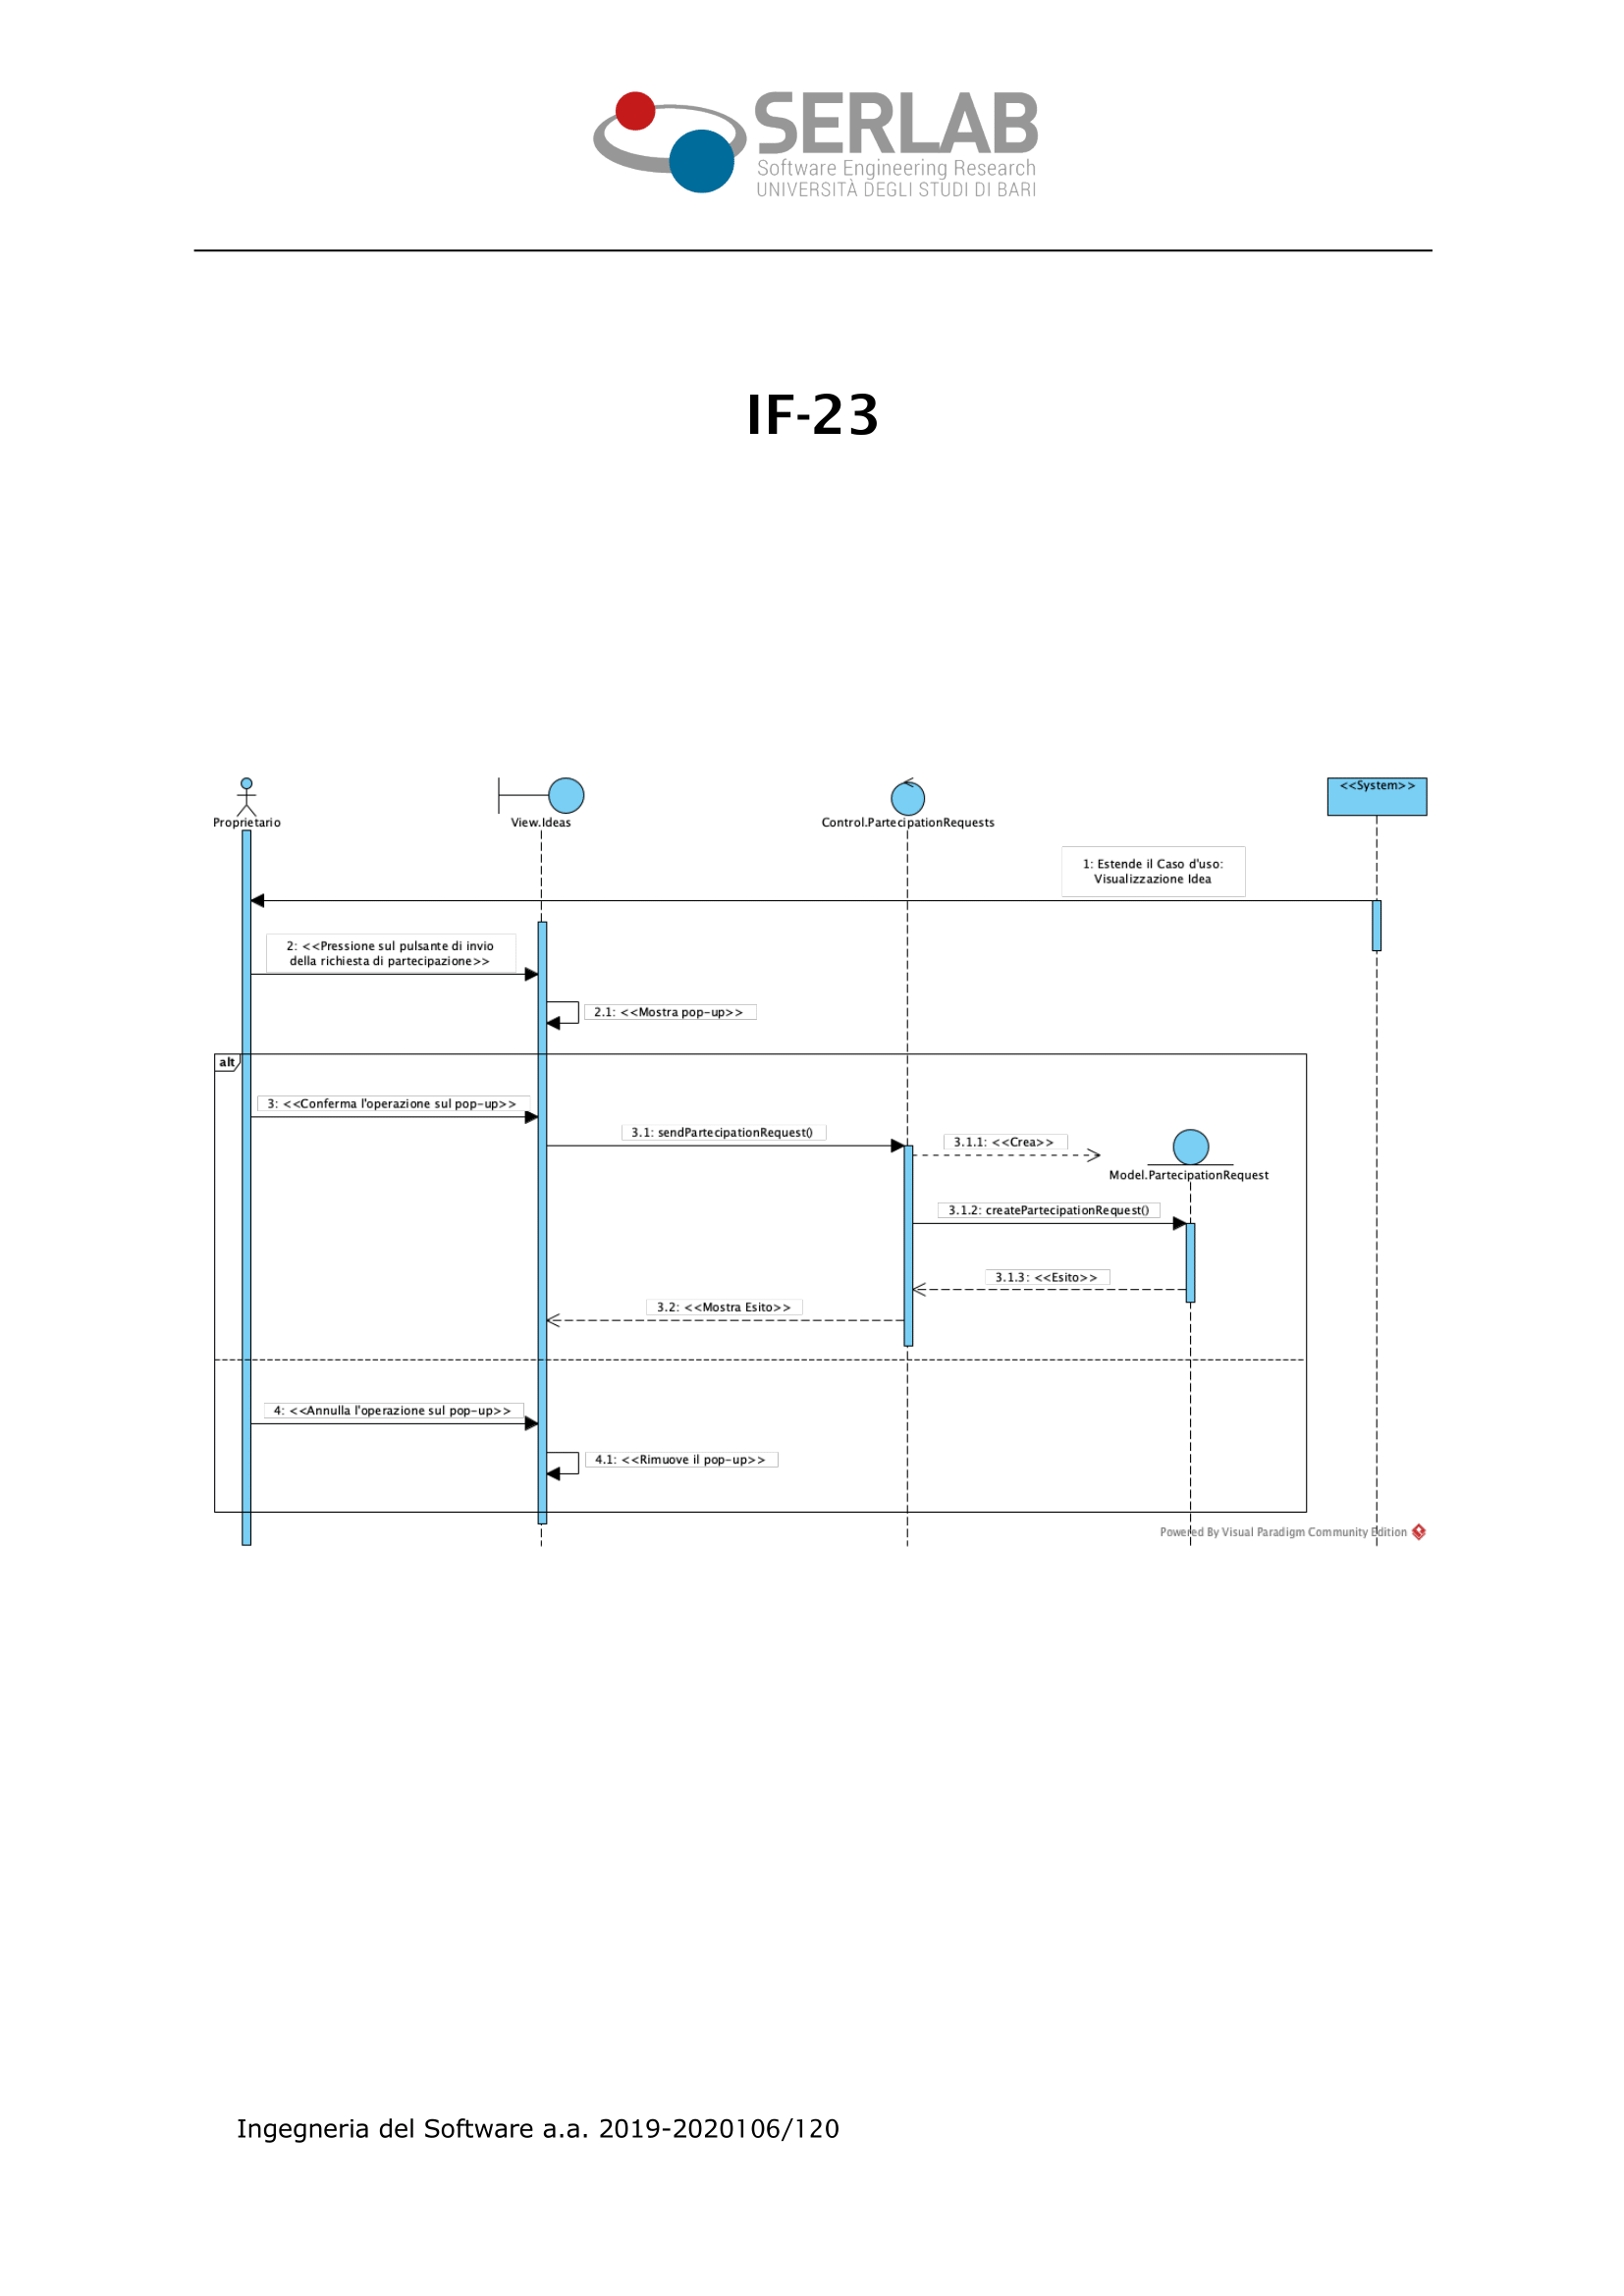 SERLAB
Software Engineering Research
UNIVERSITÀ DEGLI STUDI DI BARI
IF-23
Proprietario
View.Ideas
Control.PartecipationRequests
<<System>>
1: Estende il Caso d'uso:
Visualizzazione Idea
2: <<Pressione sul pulsante di invio
della richiesta di partecipazione>>
2.1: <<Mostra pop-up>>
alt
3: <<Conferma l'operazione sul pop-up>>
3.1: sendPartecipationRequest()
3.1.1: <<Crea>>
Model.PartecipationRequest
3.1.2: createPartecipationRequest()
3.1.3: <<Esito>>
3.2: <<Mostra Esito>>
4: <<Annulla l'operazione sul pop-up>>
4.1: <<Rimuove il pop-up>>
Powered By Visual Paradigm Community Edition
Ingegneria del Software a.a. 2019-2020106/120